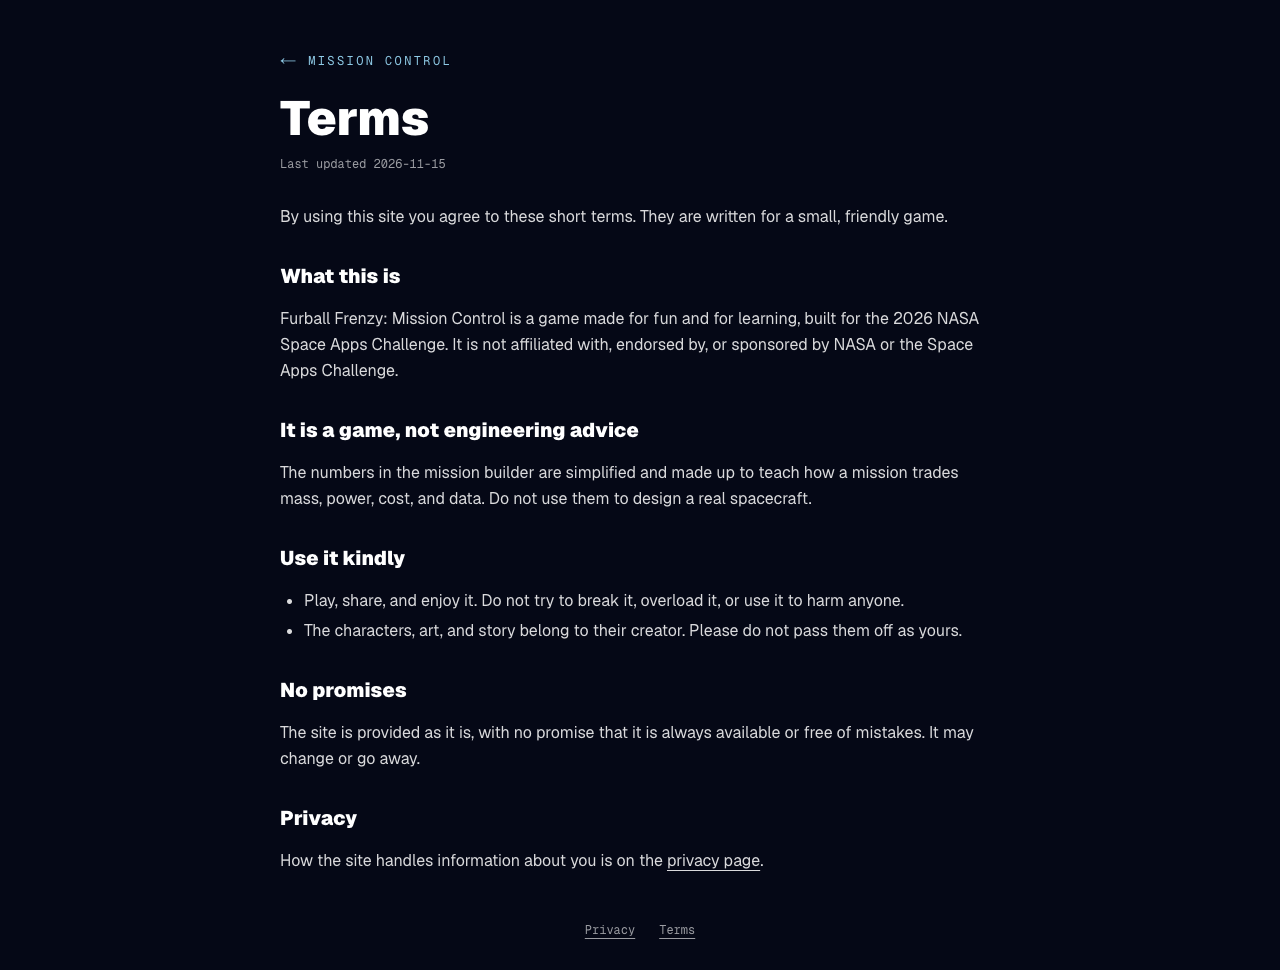 ← MISSION CONTROL
Terms
Last updated 2026-11-15
By using this site you agree to these short terms. They are written for a small, friendly game.
What this is
Furball Frenzy: Mission Control is a game made for fun and for learning, built for the 2026 NASA
Space Apps Challenge. It is not affiliated with, endorsed by, or sponsored by NASA or the Space
Apps Challenge.
It is a game, not engineering advice
The numbers in the mission builder are simplified and made up to teach how a mission trades
mass, power, cost, and data. Do not use them to design a real spacecraft.
Use it kindly
• Play, share, and enjoy it. Do not try to break it, overload it, or use it to harm anyone.
• The characters, art, and story belong to their creator. Please do not pass them off as yours.
No promises
The site is provided as it is, with no promise that it is always available or free of mistakes. It may
change or go away.
Privacy
How the site handles information about you is on the privacy page.
Privacy Terms